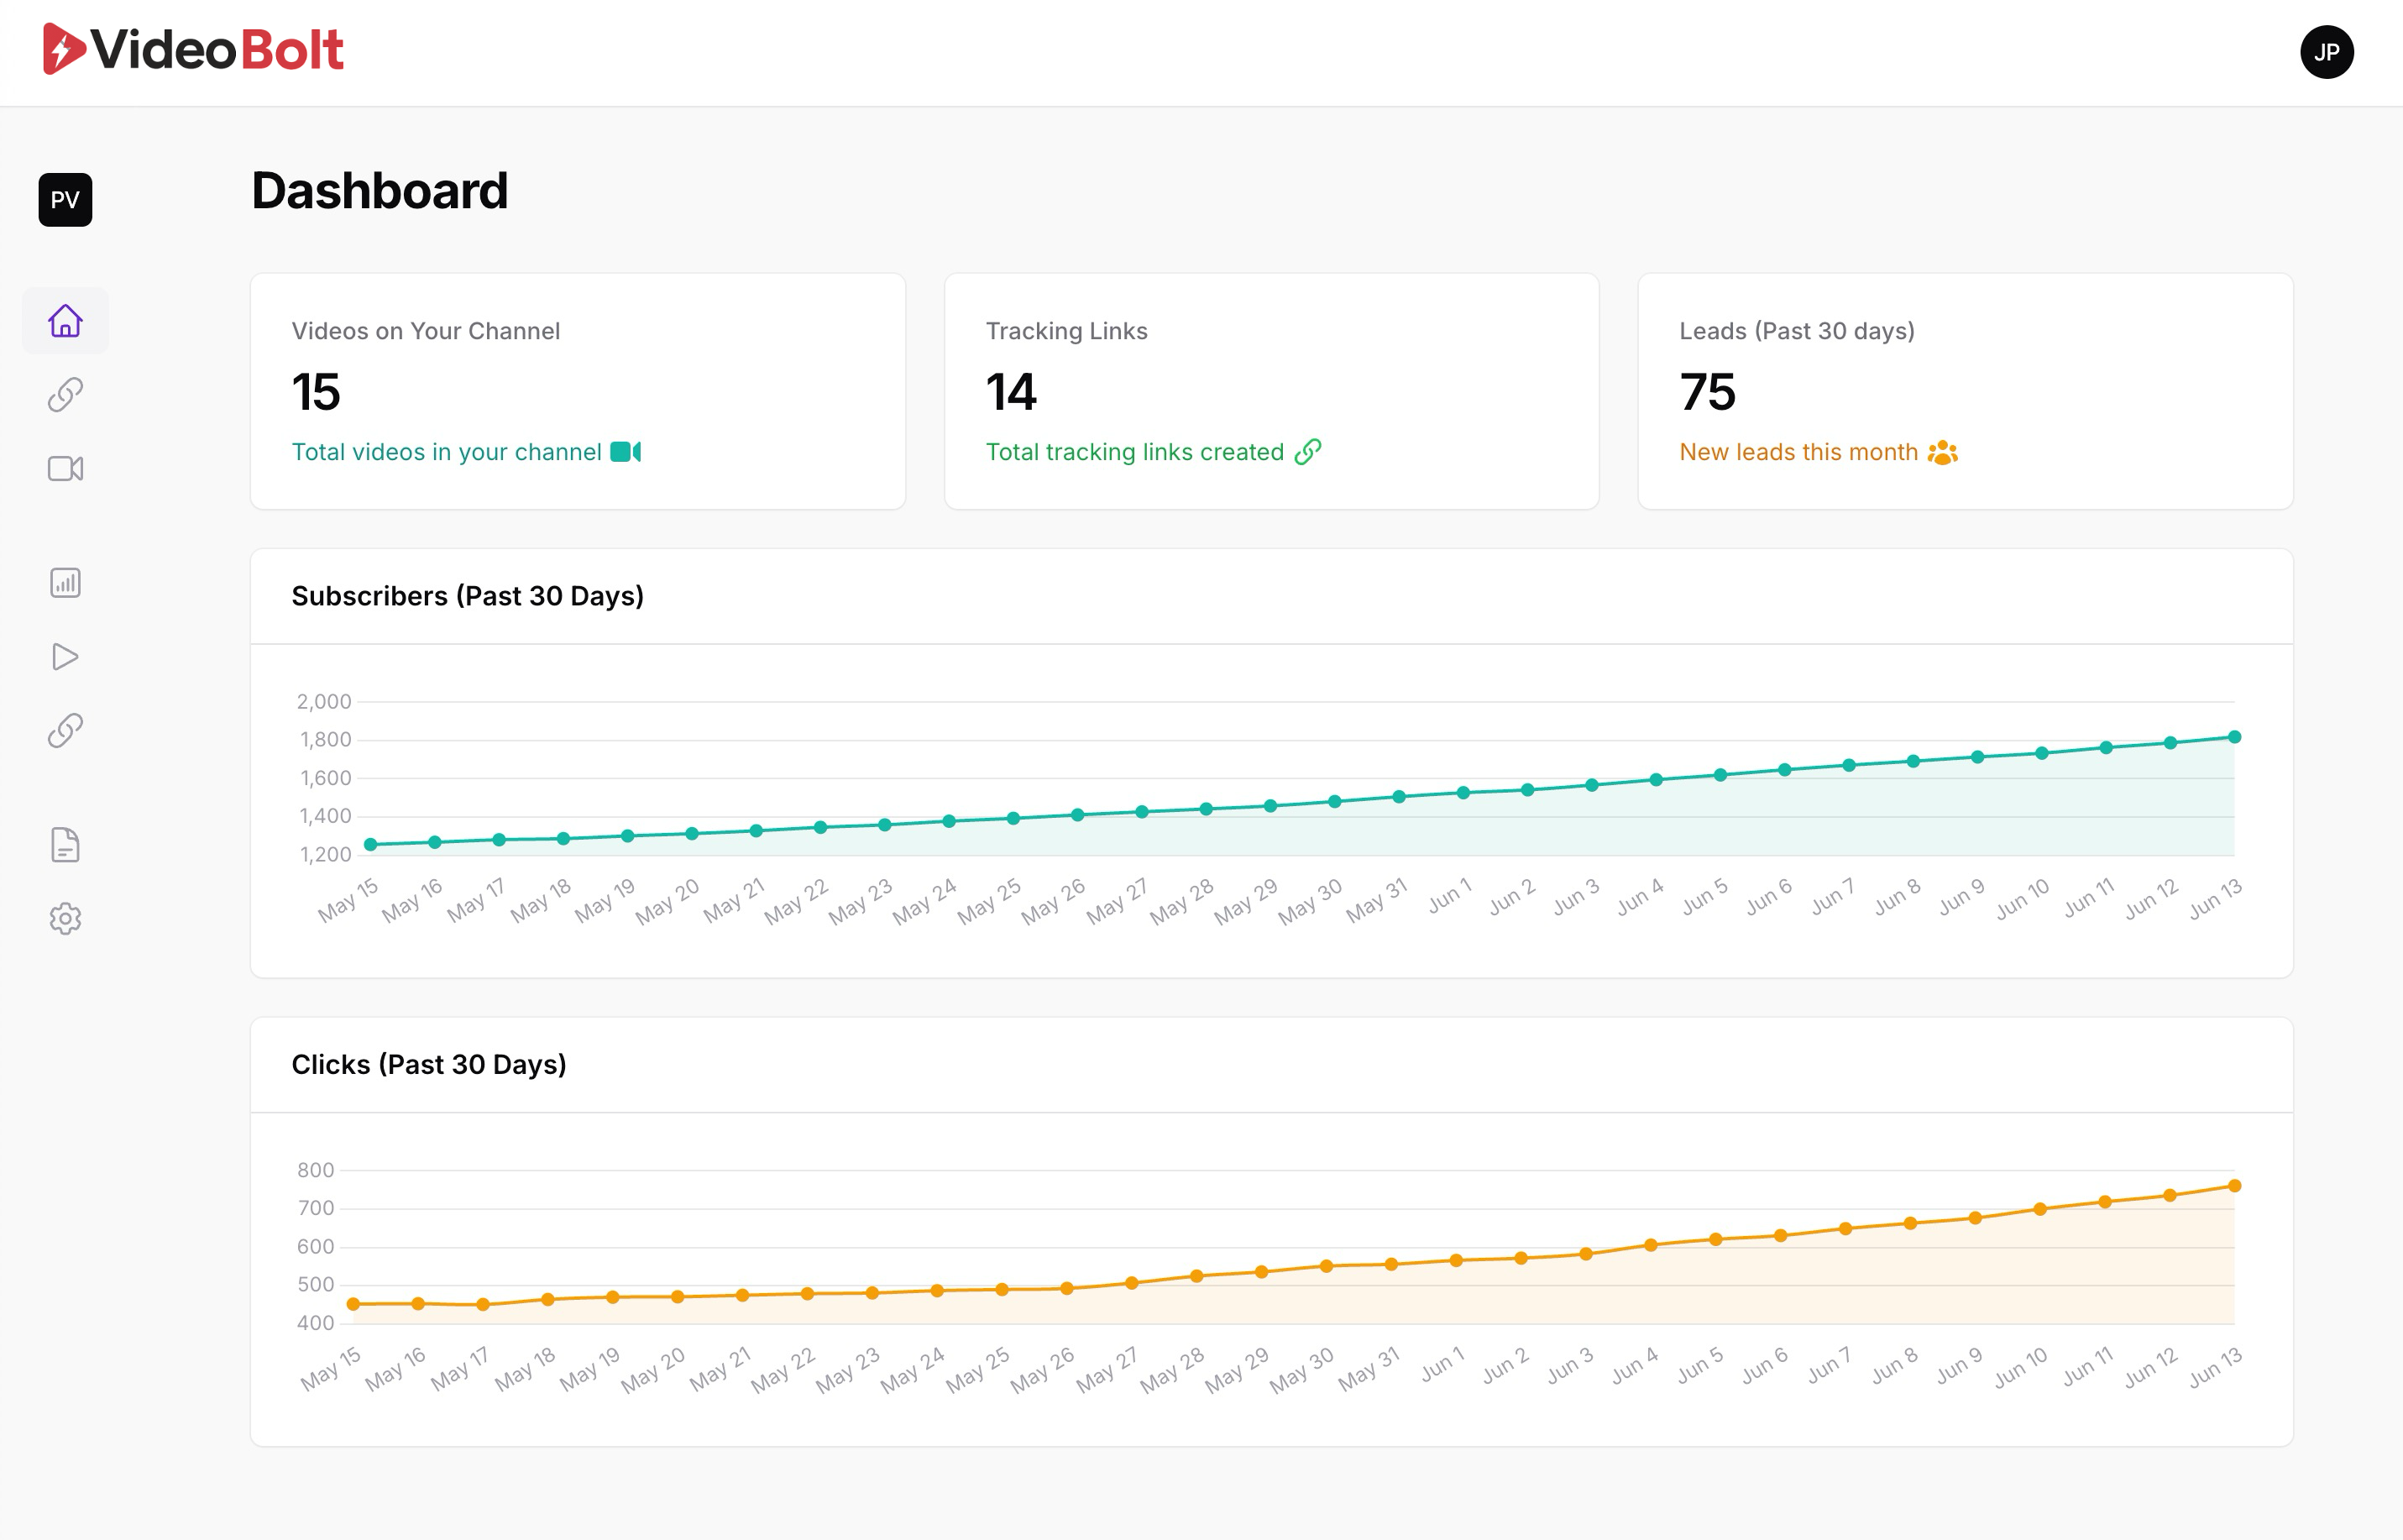 VideoBolt
JP
PV
Dashboard
Videos on Your Channel
15
Total videos in your channel
Tracking Links
14
Total tracking links created
Leads (Past 30 days)
75
New leads this month
Subscribers (Past 30 Days)
2,000
1,800
1,600
1,400
1,200
May 15 May 16 May 17 May 18 May 19 May 20 May 21 May 22 May 23 May 24 May 25 May 26 May 27 May 28 May 29 May 30 May 31 Jun 1 Jun 2 Jun 3 Jun 4 Jun 5 Jun 6 Jun 7 Jun 8 Jun 9 Jun 10 Jun 11 Jun 12 Jun 13
Clicks (Past 30 Days)
800
700
600
500
400
May 15 May 16 May 17 May 18 May 19 May 20 May 21 May 22 May 23 May 24 May 25 May 26 May 27 May 28 May 29 May 30 May 31 Jun 1 Jun 2 Jun 3 Jun 4 Jun 5 Jun 6 Jun 7 Jun 8 Jun 9 Jun 10 Jun 11 Jun 12 Jun 13